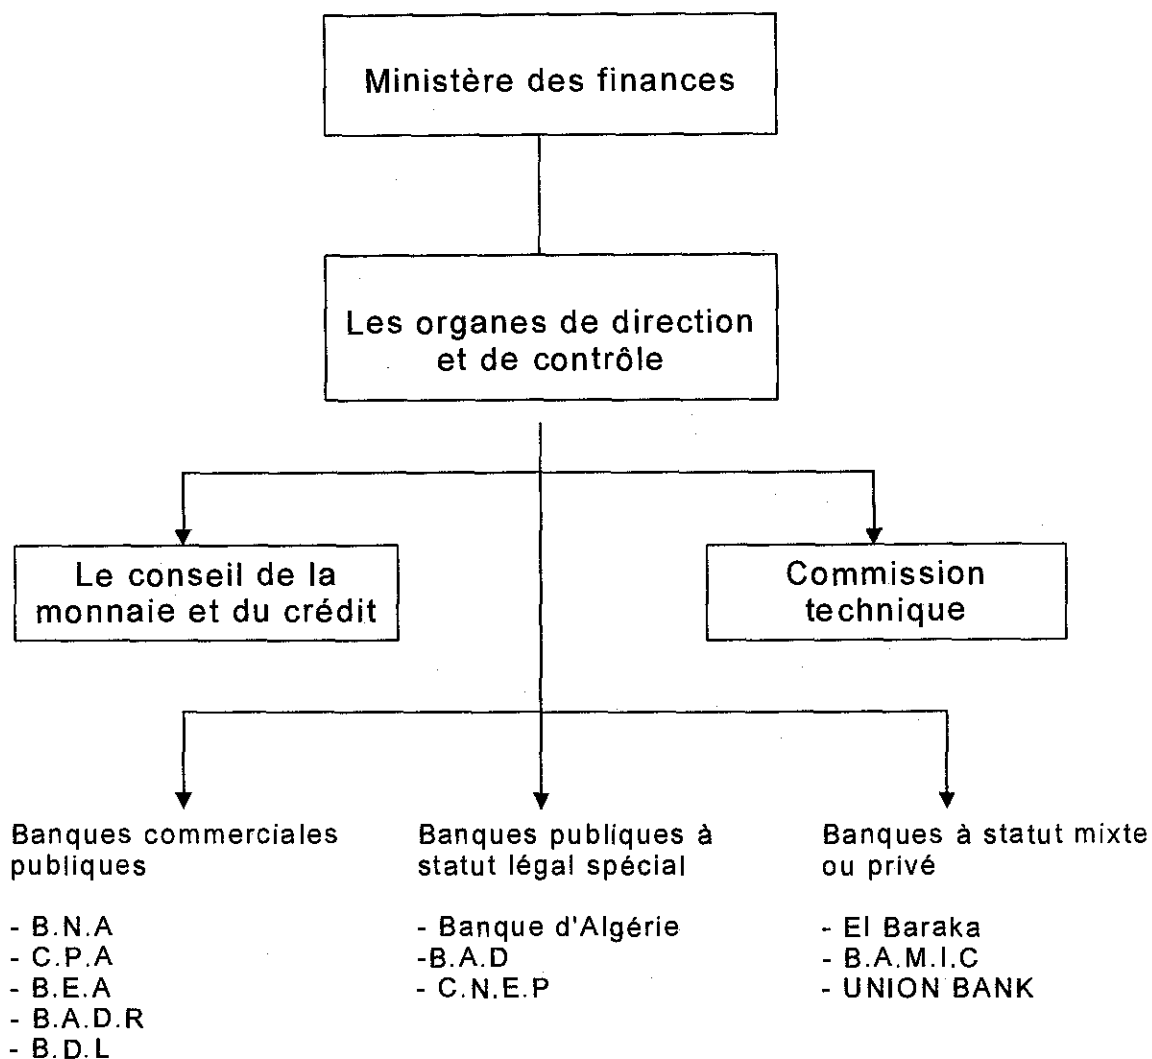 Ministère des finances
Les organes de direction
et de contrôle
Le conseil de la
monnaie et du crédit
Commission
technique
Banques commerciales
publiques
- B.N.A
- C.P.A
- B.E.A
- B.A.D.R
- B.D.L
Banques publiques à
statut légal spécial
- Banque d'Algérie
-B.A.D
- C.N.E.P
Banques à statut mixte
ou privé
- El Baraka
- B.A.M.I.C
- UNION BANK